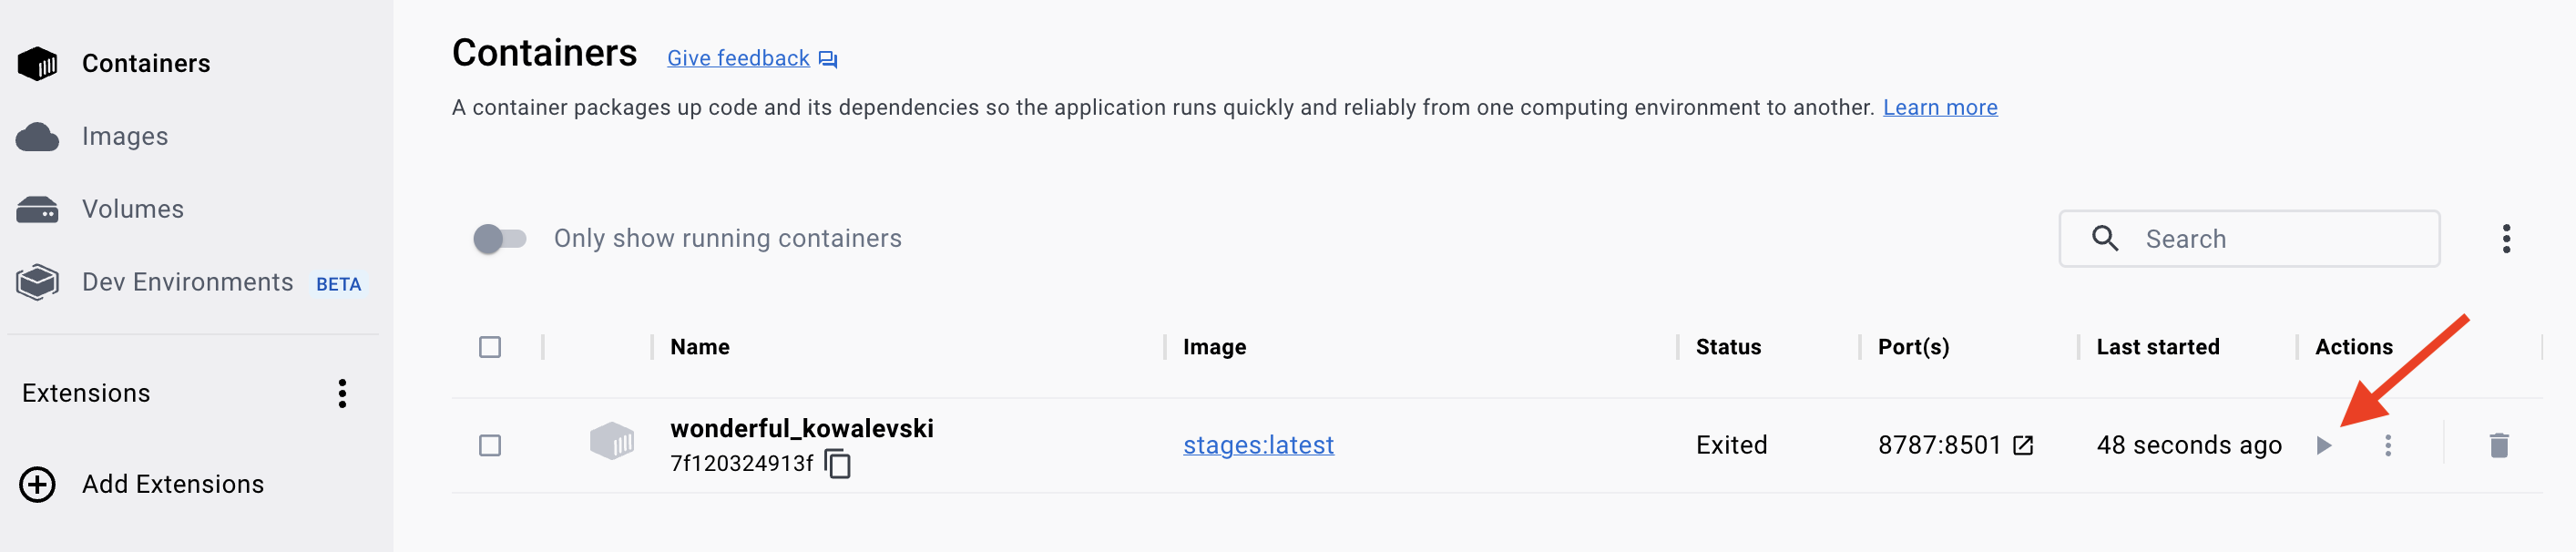 Containers
Images
Volumes
Dev Environments BETA
Extensions
Add Extensions
Containers Give feedback
A container packages up code and its dependencies so the application runs quickly and reliably from one computing environment to another. Learn more
Only show running containers
Search
Name Image Status Port(s) Last started Actions
wonderful_kowalevski
7f120324913f
stages:latest Exited 8787:8501 48 seconds ago